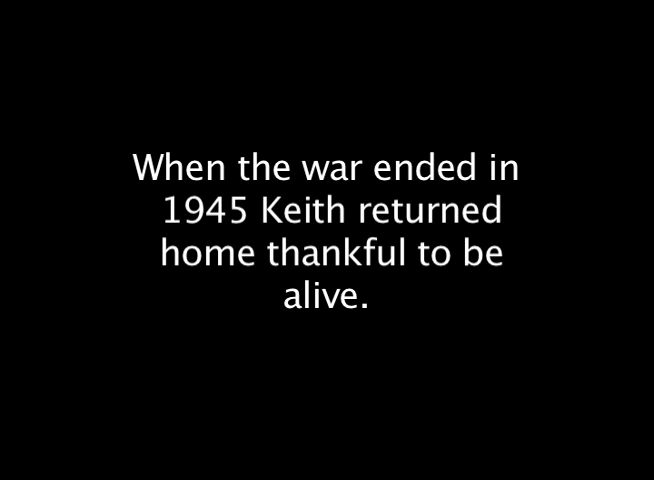 When the war ended in
1945 Keith returned
home thankful to be
alive.